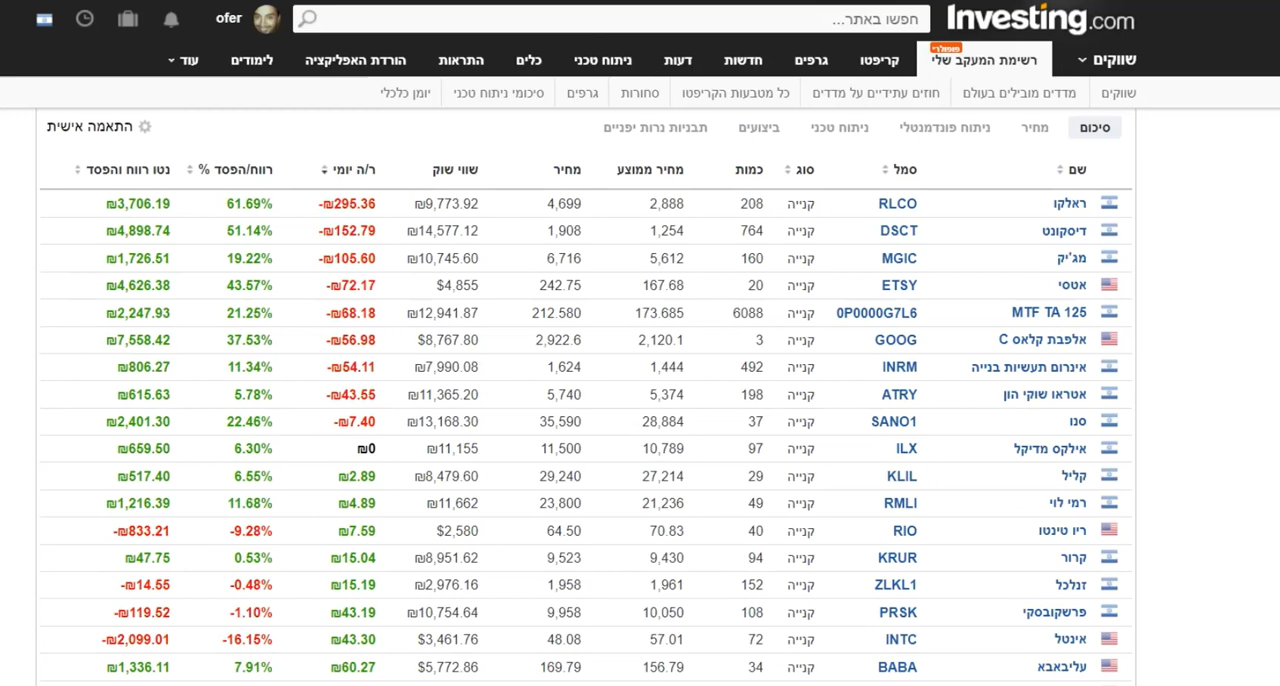 Investing.com
חפשו באתר...
ofer
שווקים
רשימת המעקב שלי
פופולרי
קריפטו
גרפים
חדשות
דעות
ניתוח טכני
כלים
התראות
הורדת האפליקציה
לימודים
עוד
שווקים
מדדים מובילים בעולם
חוזים עתידיים על מדדים
כל מטבעות הקריפטו
סחורות
גרפים
סיכומי ניתוח טכני
יומן כלכלי
סיכום
מחיר
ניתוח פונדמנטלי
ניתוח טכני
ביצועים
תבניות נרות יפניים
התאמה אישית
שם סמל סוג כמות מחיר ממוצע מחיר שווי שוק ר/ה יומי רווח/הפסד % נטו רווח והפסד
ראלקו RLCO קנייה 208 2,888 4,699 ₪9,773.92 -₪295.36 61.69% ₪3,706.19
דיסקונט DSCT קנייה 764 1,254 1,908 ₪14,577.12 -₪152.79 51.14% ₪4,898.74
מג'יק MGIC קנייה 160 5,612 6,716 ₪10,745.60 -₪105.60 19.22% ₪1,726.51
אטסי ETSY קנייה 20 167.68 242.75 $4,855 -₪72.17 43.57% ₪4,626.38
MTF TA 125 0P0000G7L6 קנייה 6088 173.685 212.580 ₪12,941.87 -₪68.18 21.25% ₪2,247.93
אלפבת קלאס C GOOG קנייה 3 2,120.1 2,922.6 $8,767.80 -₪56.98 37.53% ₪7,558.42
אינרום תעשיות בנייה INRM קנייה 492 1,444 1,624 ₪7,990.08 -₪54.11 11.34% ₪806.27
אטראו שוקי הון ATRY קנייה 198 5,374 5,740 ₪11,365.20 -₪43.55 5.78% ₪615.63
סנו SANO1 קנייה 37 28,884 35,590 ₪13,168.30 -₪7.40 22.46% ₪2,401.30
אילקס מדיקל ILX קנייה 97 10,789 11,500 ₪11,155 ₪0 6.30% ₪659.50
קליל KLIL קנייה 29 27,214 29,240 ₪8,479.60 ₪2.89 6.55% ₪517.40
רמי לוי RMLI קנייה 49 21,236 23,800 ₪11,662 ₪4.89 11.68% ₪1,216.39
ריו טינטו RIO קנייה 40 70.83 64.50 $2,580 ₪7.59 -9.28% -₪833.21
קרור KRUR קנייה 94 9,430 9,523 ₪8,951.62 ₪15.04 0.53% ₪47.75
זנלכל ZLKL1 קנייה 152 1,961 1,958 ₪2,976.16 ₪15.19 -0.48% -₪14.55
פרשקובסקי PRSK קנייה 108 10,050 9,958 ₪10,754.64 ₪43.19 -1.10% -₪119.52
אינטל INTC קנייה 72 57.01 48.08 $3,461.76 ₪43.30 -16.15% -₪2,099.01
עליבאבא BABA קנייה 34 156.79 169.79 $5,772.86 ₪60.27 7.91% ₪1,336.11